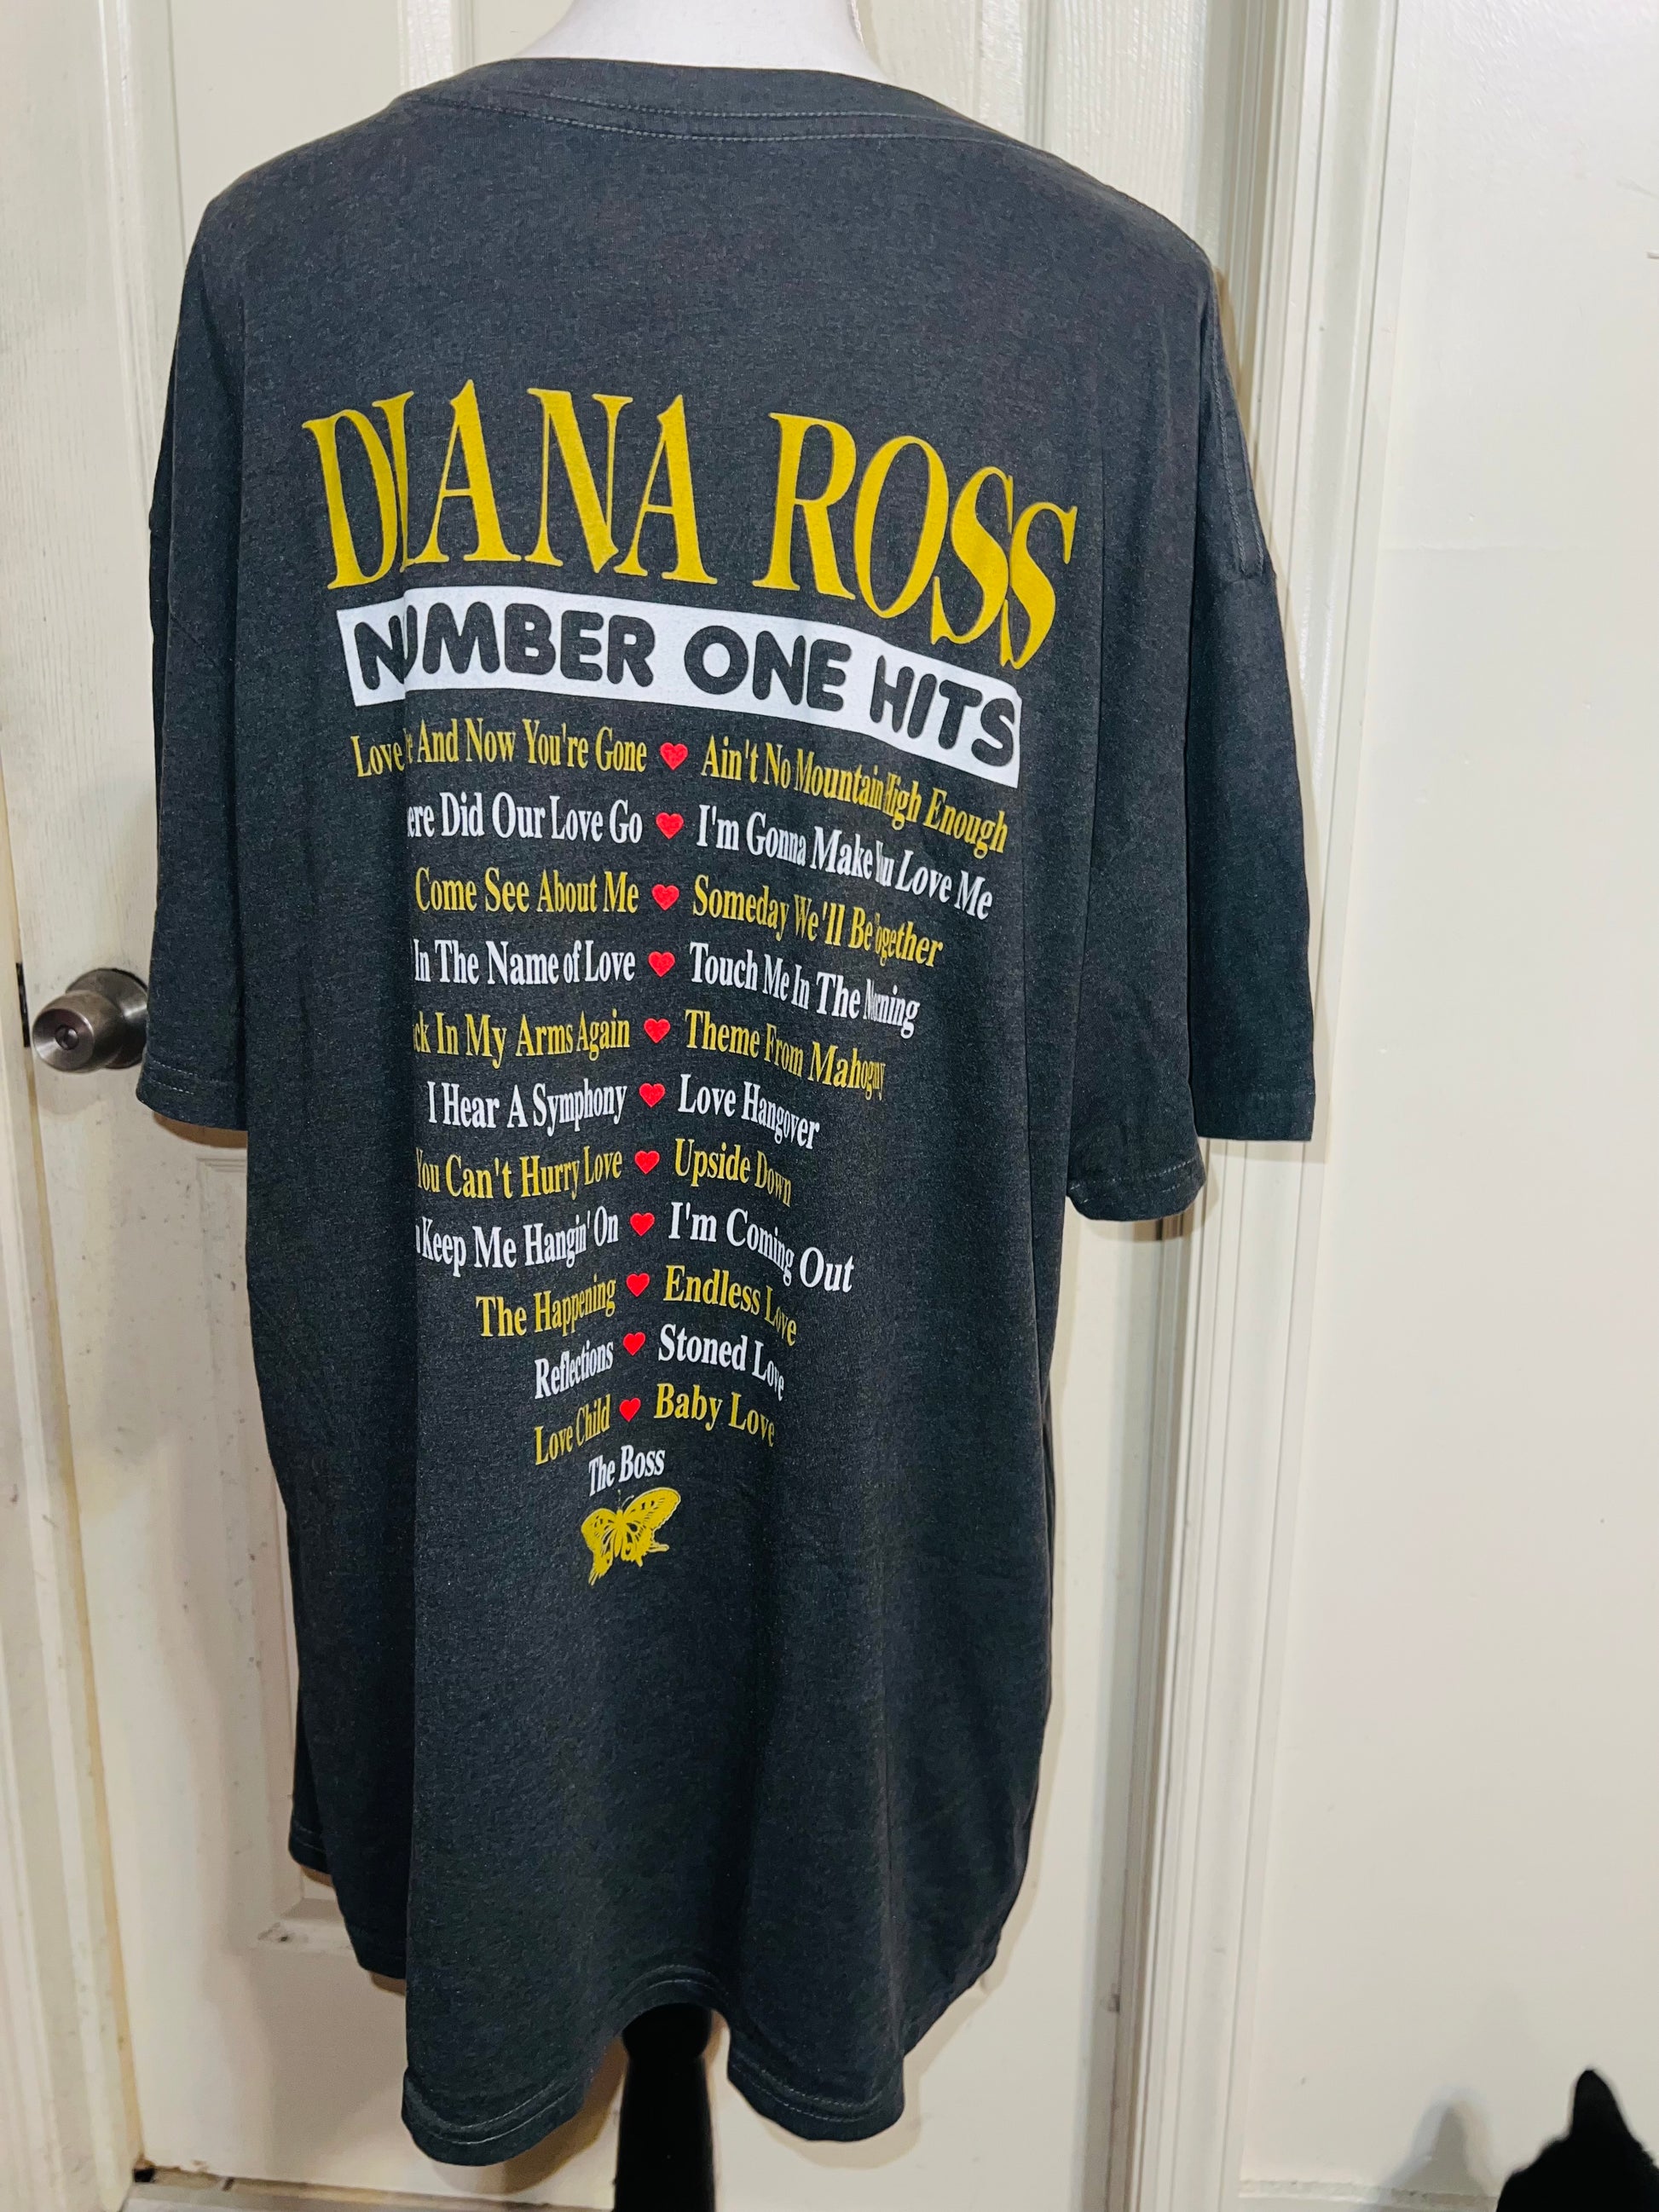 DIANA ROSS
NUMBER ONE HITS
Love And Now You're Gone ❤ Ain't No Mountain High Enough
Did Our Love Go ❤ I'm Gonna Make You Love Me
Come See About Me ❤ Someday We'll Be Together
In The Name of Love ❤ Touch Me In The Morning
In My Arms Again ❤ Theme From Mahogany
I Hear A Symphony ❤ Love Hangover
You Can't Hurry Love ❤ Upside Down
Keep Me Hangin' On ❤ I'm Coming Out
The Happening ❤ Endless Love
Reflections ❤ Stoned Love
Love Child ❤ Baby Love
The Boss